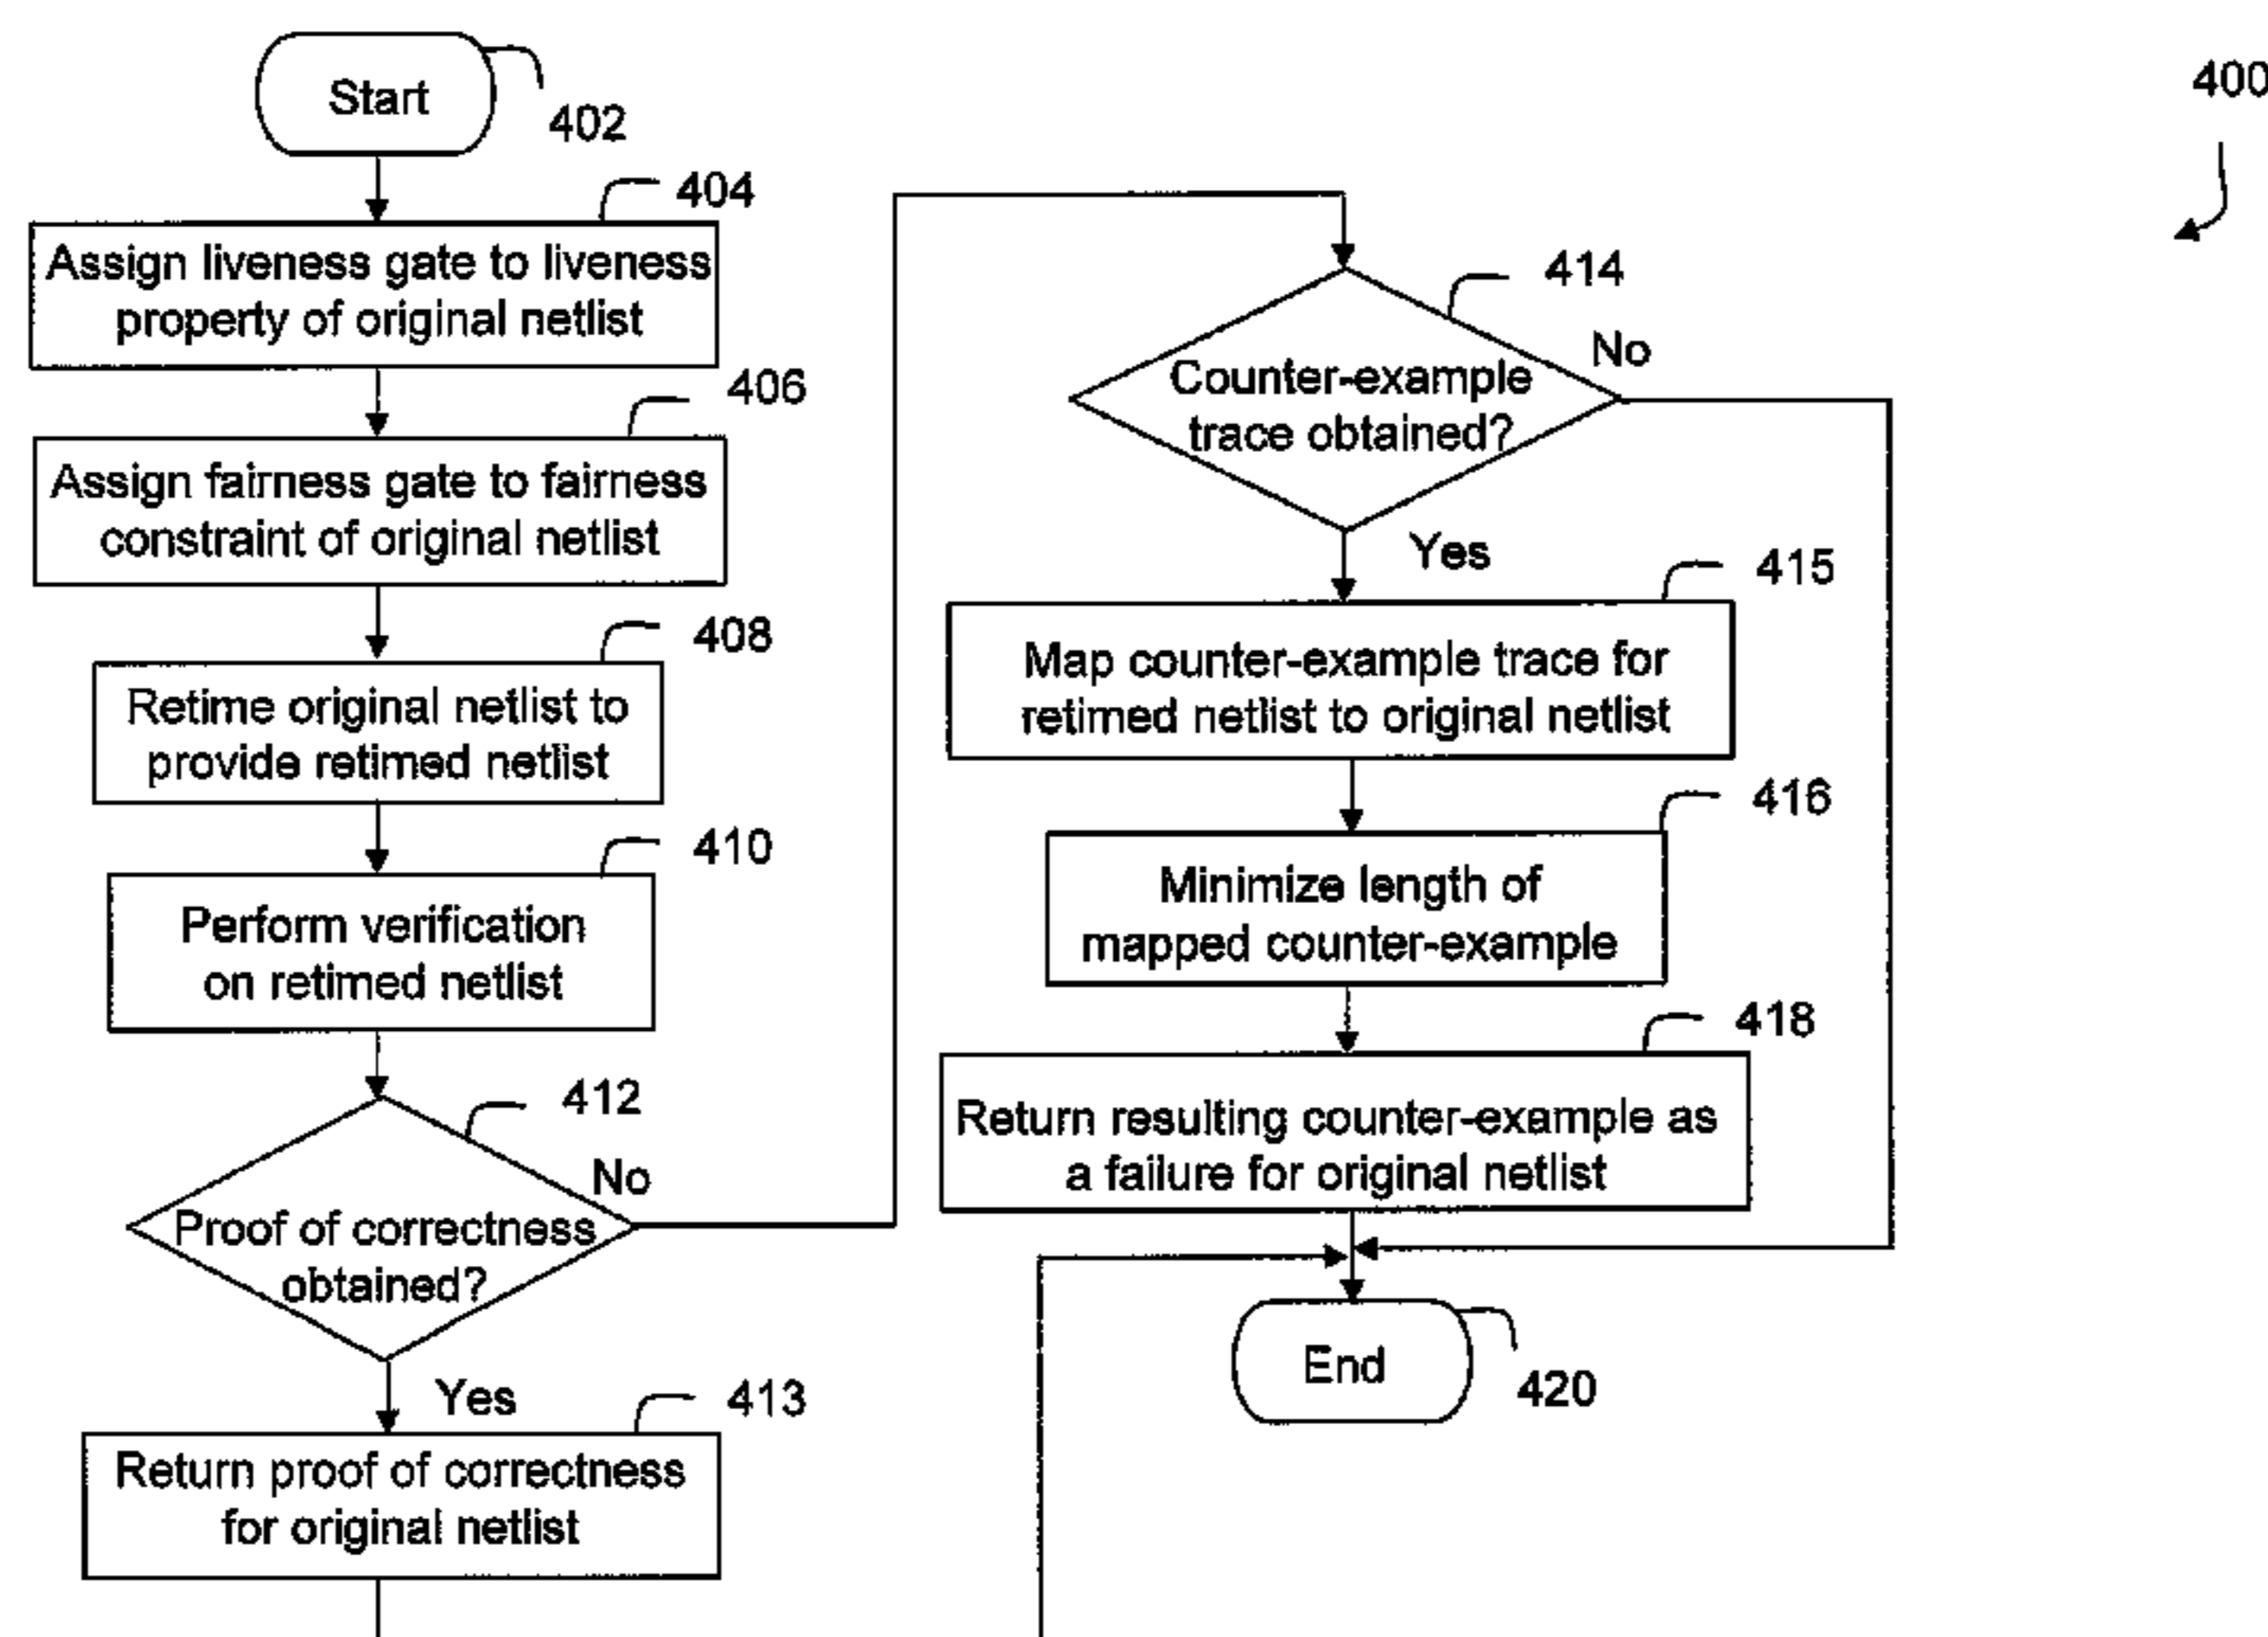 Start
402
404
Assign liveness gate to liveness
property of original netlist
406
Assign fairness gate to fairness
constraint of original netlist
408
Retime original netlist to
provide retimed netlist
410
Perform verification
on retimed netlist
412
No
Proof of correctness
obtained?
Yes
413
Return proof of correctness
for original netlist
400
414
No
Counter-example
trace obtained?
Yes
415
Map counter-example trace for
retimed netlist to original netlist
416
Minimize length of
mapped counter-example
418
Return resulting counter-example as
a failure for original netlist
End
420